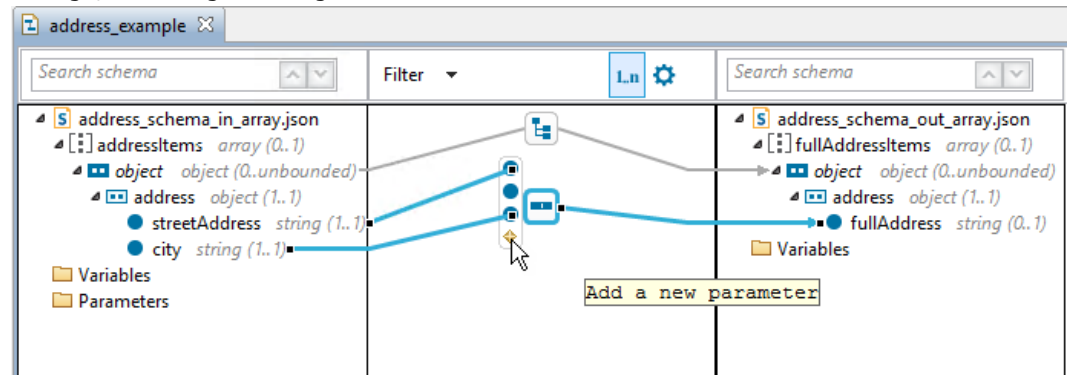 address_example
Search schema
Filter
1..n
Search schema
address_schema_in_array.json
addressItems array (0..1)
object object (0..unbounded)
address object (1..1)
streetAddress string (1..1)
city string (1..1)
Variables
Parameters
Add a new parameter
address_schema_out_array.json
fullAddressItems array (0..1)
object object (0..unbounded)
address object (1..1)
fullAddress string (0..1)
Variables